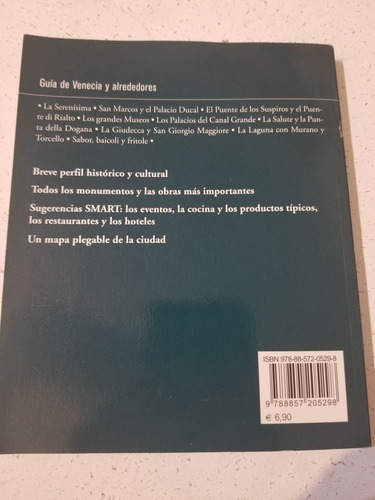 Guía de Venecia y alrededores
• La Serenísima • San Marcos y el Palacio Ducal • El Puente de los Suspiros y el Puen-
te di Rialto • Los grandes Museos • Los Palacios del Canal Grande • La Salute y la Pun-
ta della Dogana • La Giudecca y San Giorgio Maggiore • La Laguna con Murano y
Torcello • Sabor, baicoli y fritole •
Breve perfil histórico y cultural
Todos los monumentos y las obras más importantes
Sugerencias SMART: los eventos, la cocina y los productos típicos,
los restaurantes y los hoteles
Un mapa plegable de la ciudad
ISBN 978-88-572-0529-8
9 788857 205298
€ 6,90